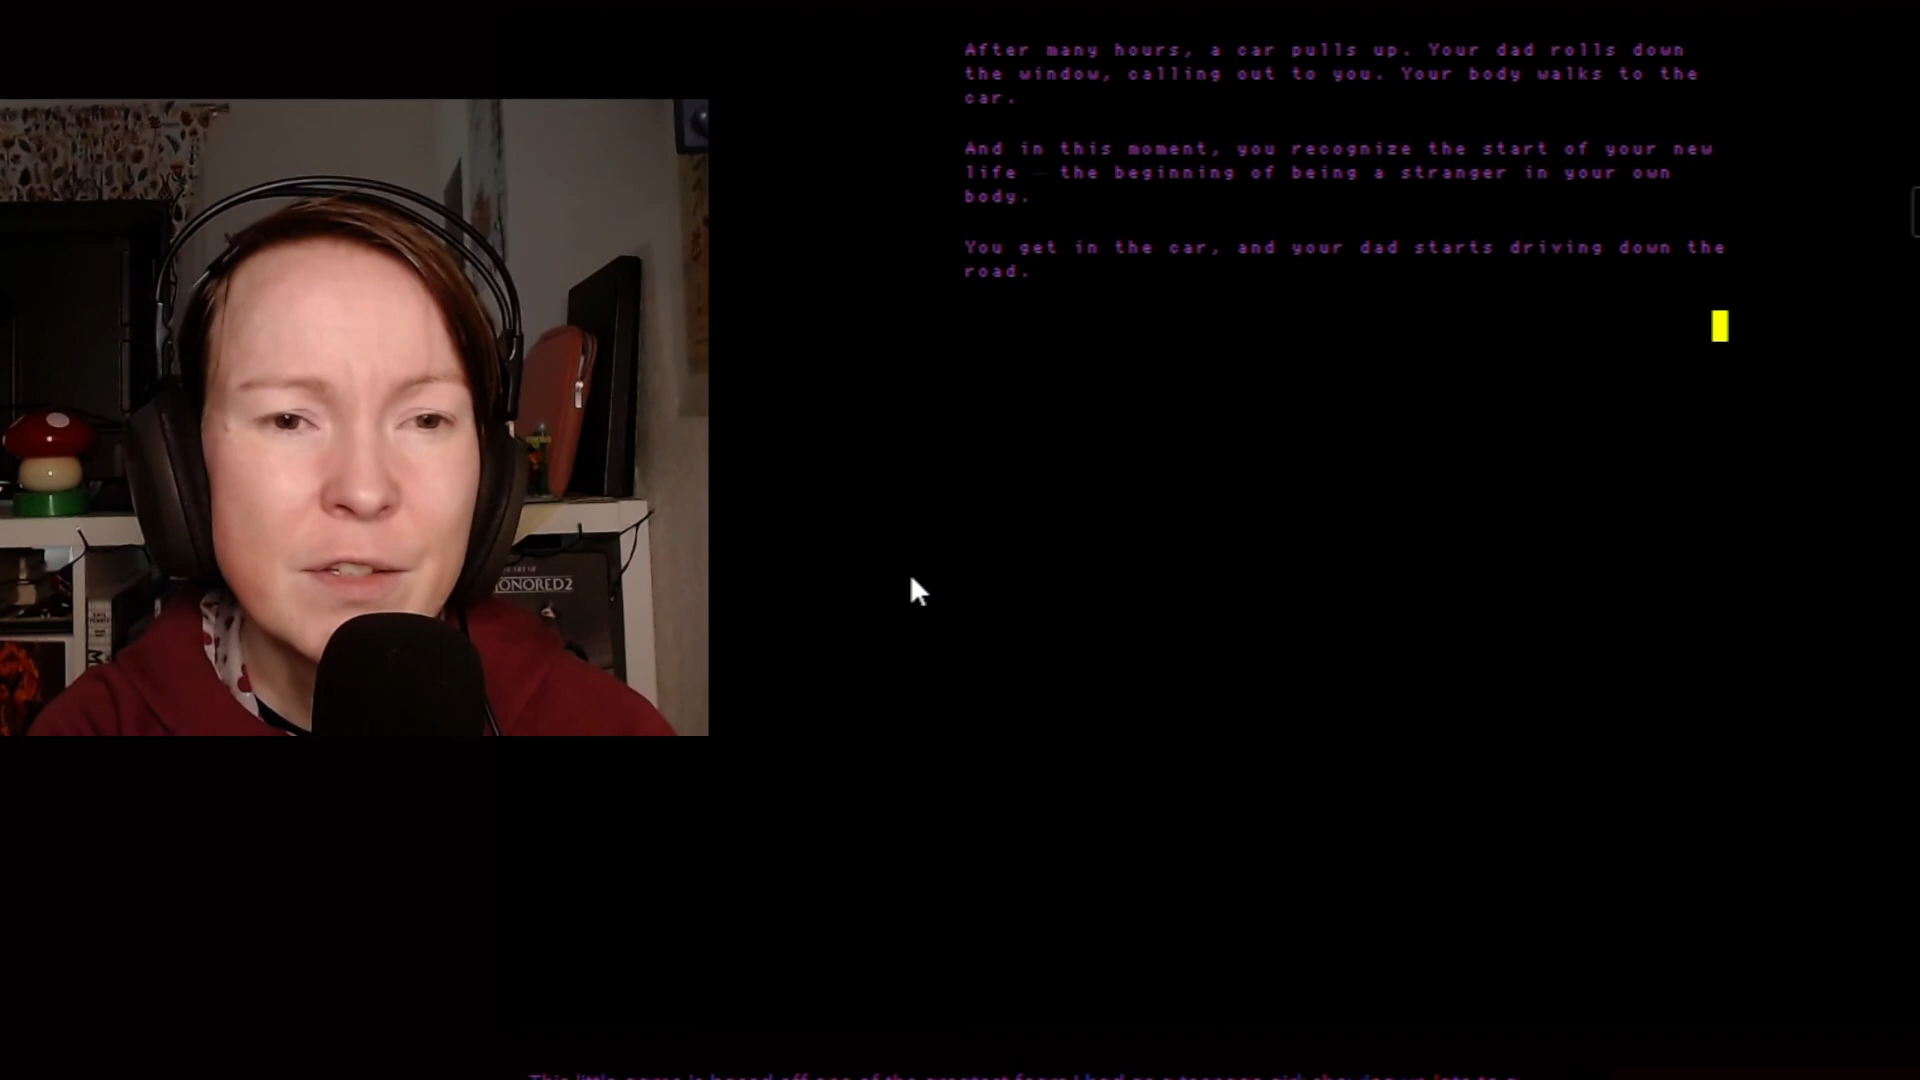 After many hours, a car pulls up. Your dad rolls down
the window, calling out to you. Your body walks to the
car.
And in this moment, you recognize the start of your new
life — the beginning of being a stranger in your own
body.
You get in the car, and your dad starts driving down the
road.
ONORED2